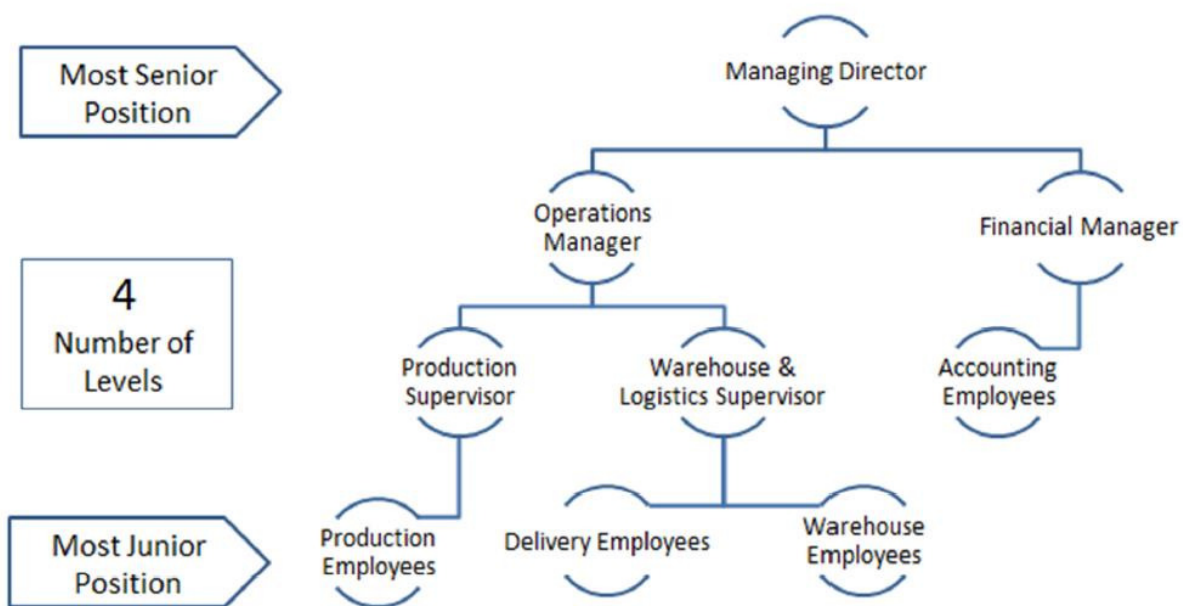 Most Senior
Position
Managing Director
Operations
Manager
Financial Manager
4
Number of
Levels
Production
Supervisor
Warehouse &
Logistics Supervisor
Accounting
Employees
Most Junior
Position
Production
Employees
Delivery Employees
Warehouse
Employees